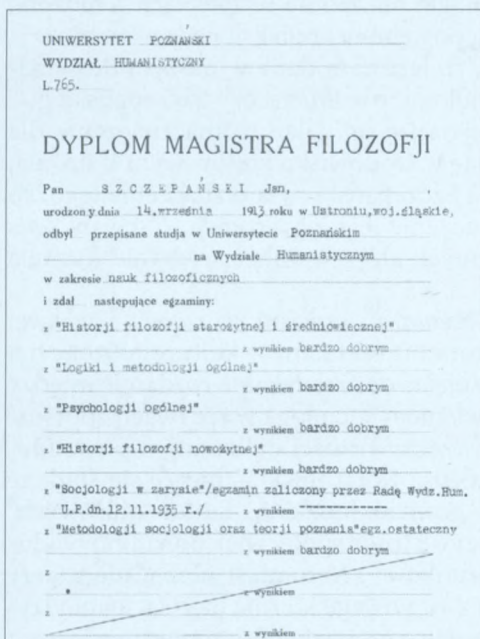 UNIWERSYTET POZNAŃSKI
WYDZIAŁ HUMANISTYCZNY
L.765.
DYPLOM MAGISTRA FILOZOFJI
Pan SZCZEPAŃSKI Jan,
urodzony dnia 14.września 1913 roku w Ustroniu,woj.śląskie,
odbył przepisane studja w Uniwersytecie Poznańskim
na Wydziale Humanistycznym
w zakresie nauk filozoficznych
i zdał następujące egzaminy:
z "Historji filozofji starożytnej i średniowiecznej"
z wynikiem bardzo dobrym
z "Logiki i metodologji ogólnej"
z wynikiem bardzo dobrym
z "Psychologji ogólnej"
z wynikiem bardzo dobrym
z "Historji filozofji nowożytnej"
z wynikiem bardzo dobrym
z "Socjologji w zarysie"/egzamin zaliczony przez Radę Wydz.Hum.
U.P.dn.12.11.1935 r./ z wynikiem -----------
z "Metodologji socjologji oraz teorji poznania"egz.ostateczny
z wynikiem bardzo dobrym
z
z wynikiem
z
z wynikiem